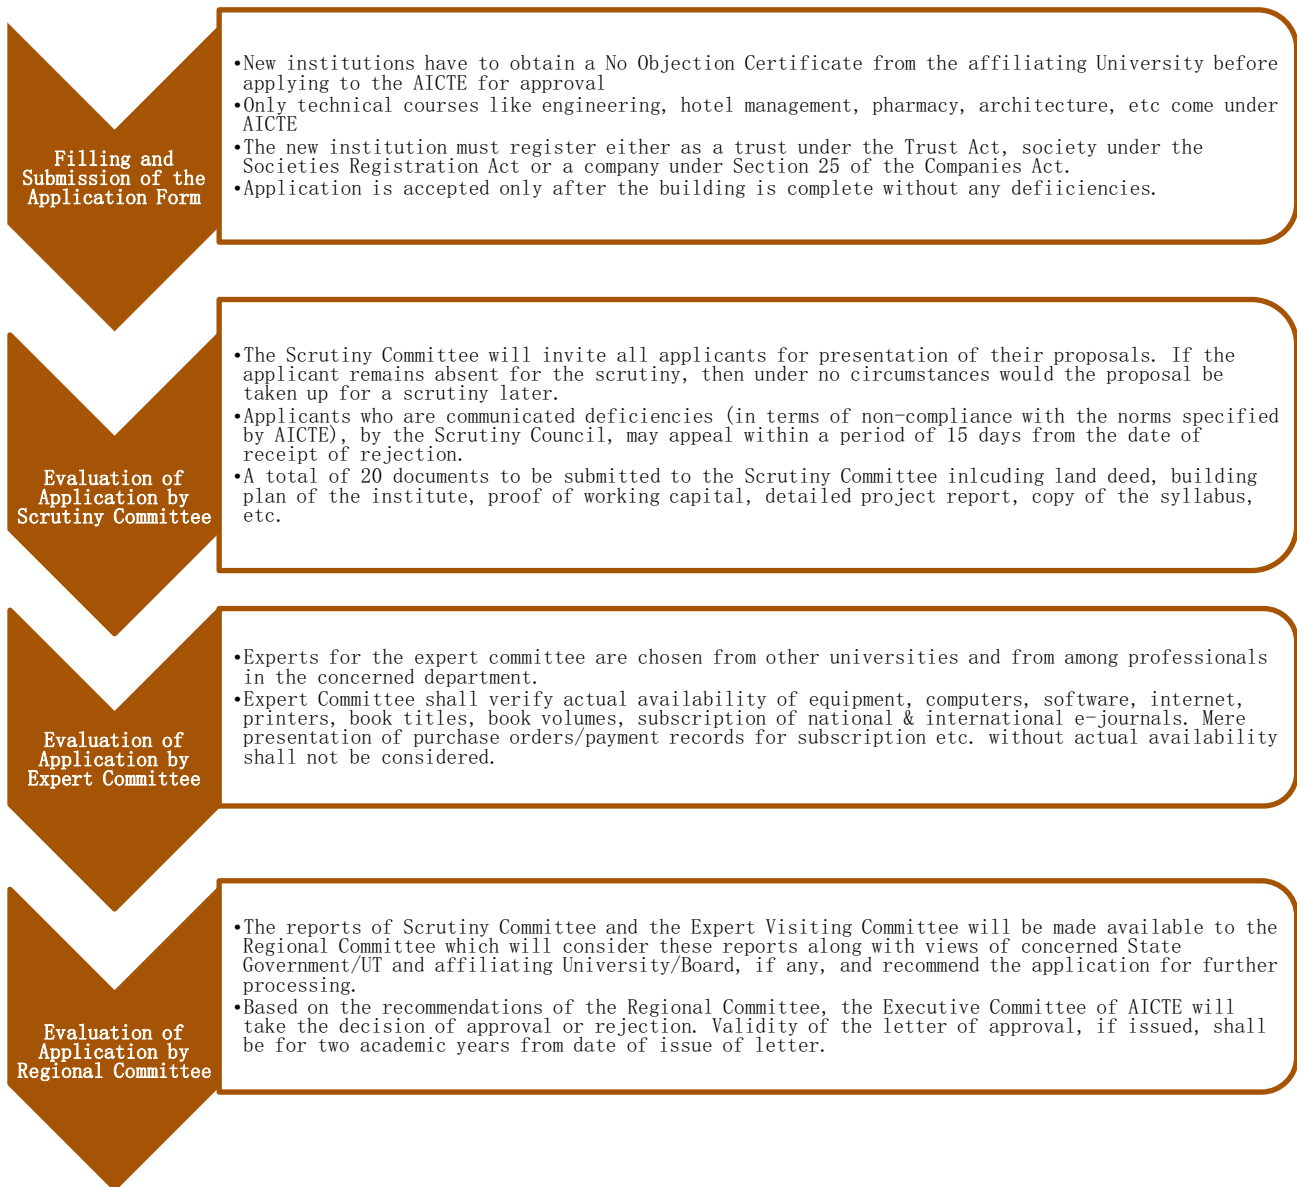 Filling and
Submission of the
Application Form
•New institutions have to obtain a No Objection Certificate from the affiliating University before
applying to the AICTE for approval
•Only technical courses like engineering, hotel management, pharmacy, architecture, etc come under
AICTE
•The new institution must register either as a trust under the Trust Act, society under the
Societies Registration Act or a company under Section 25 of the Companies Act.
•Application is accepted only after the building is complete without any defiiciencies.
Evaluation of
Application by
Scrutiny Committee
•The Scrutiny Committee will invite all applicants for presentation of their proposals. If the
applicant remains absent for the scrutiny, then under no circumstances would the proposal be
taken up for a scrutiny later.
•Applicants who are communicated deficiencies (in terms of non-compliance with the norms specified
by AICTE), by the Scrutiny Council, may appeal within a period of 15 days from the date of
receipt of rejection.
•A total of 20 documents to be submitted to the Scrutiny Committee inlcuding land deed, building
plan of the institute, proof of working capital, detailed project report, copy of the syllabus,
etc.
Evaluation of
Application by
Expert Committee
•Experts for the expert committee are chosen from other universities and from among professionals
in the concerned department.
•Expert Committee shall verify actual availability of equipment, computers, software, internet,
printers, book titles, book volumes, subscription of national & international e-journals. Mere
presentation of purchase orders/payment records for subscription etc. without actual availability
shall not be considered.
Evaluation of
Application by
Regional Committee
•The reports of Scrutiny Committee and the Expert Visiting Committee will be made available to the
Regional Committee which will consider these reports along with views of concerned State
Government/UT and affiliating University/Board, if any, and recommend the application for further
processing.
•Based on the recommendations of the Regional Committee, the Executive Committee of AICTE will
take the decision of approval or rejection. Validity of the letter of approval, if issued, shall
be for two academic years from date of issue of letter.